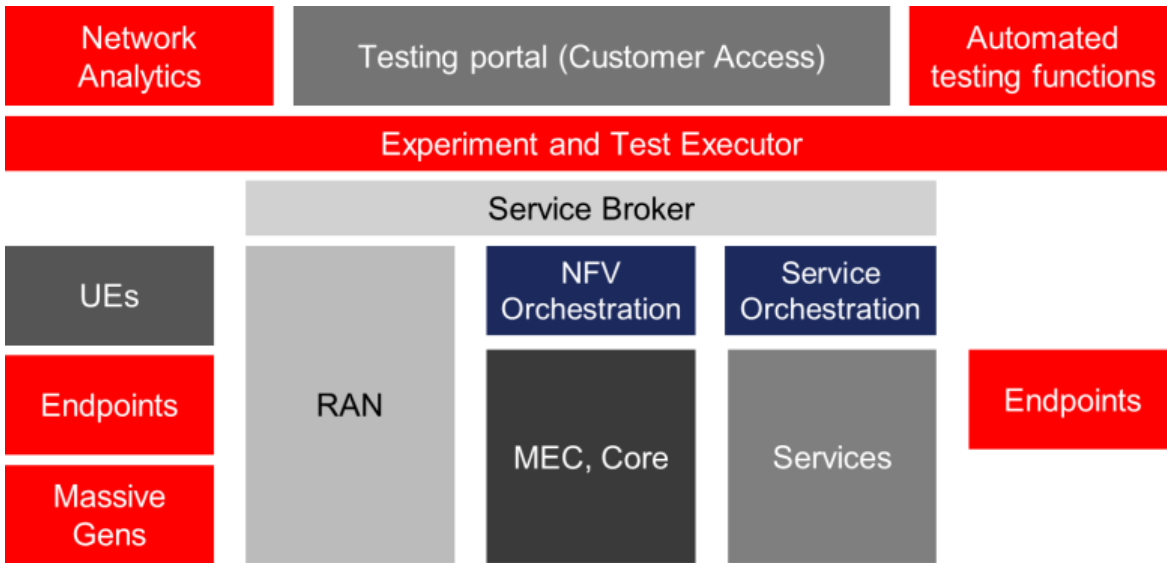 Network
Analytics
Testing portal (Customer Access)
Automated
testing functions
Experiment and Test Executor
Service Broker
UEs
NFV
Orchestration
Service
Orchestration
Endpoints
RAN
MEC, Core
Services
Endpoints
Massive
Gens